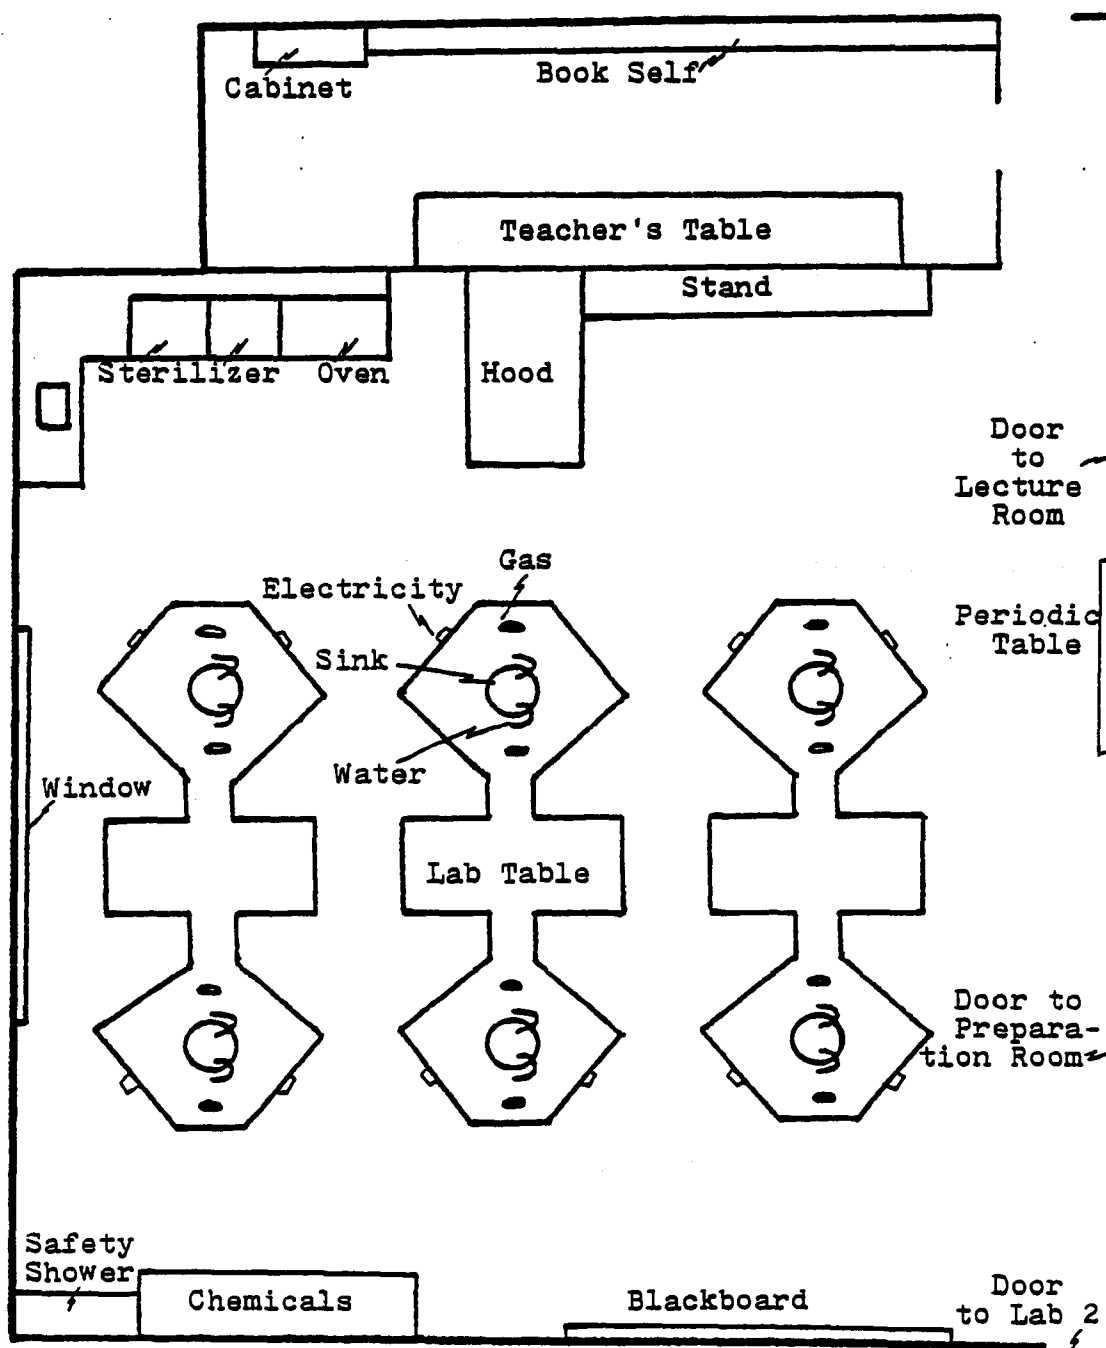 Cabinet
Book Self
Teacher's Table
Stand
Sterilizer
Oven
Hood
Door
to
Lecture
Room
Gas
Electricity
Sink
Water
Periodic
Table
Window
Lab Table
Door to
Prepara-
tion Room
Safety
Shower
Chemicals
Blackboard
Door
to Lab 2